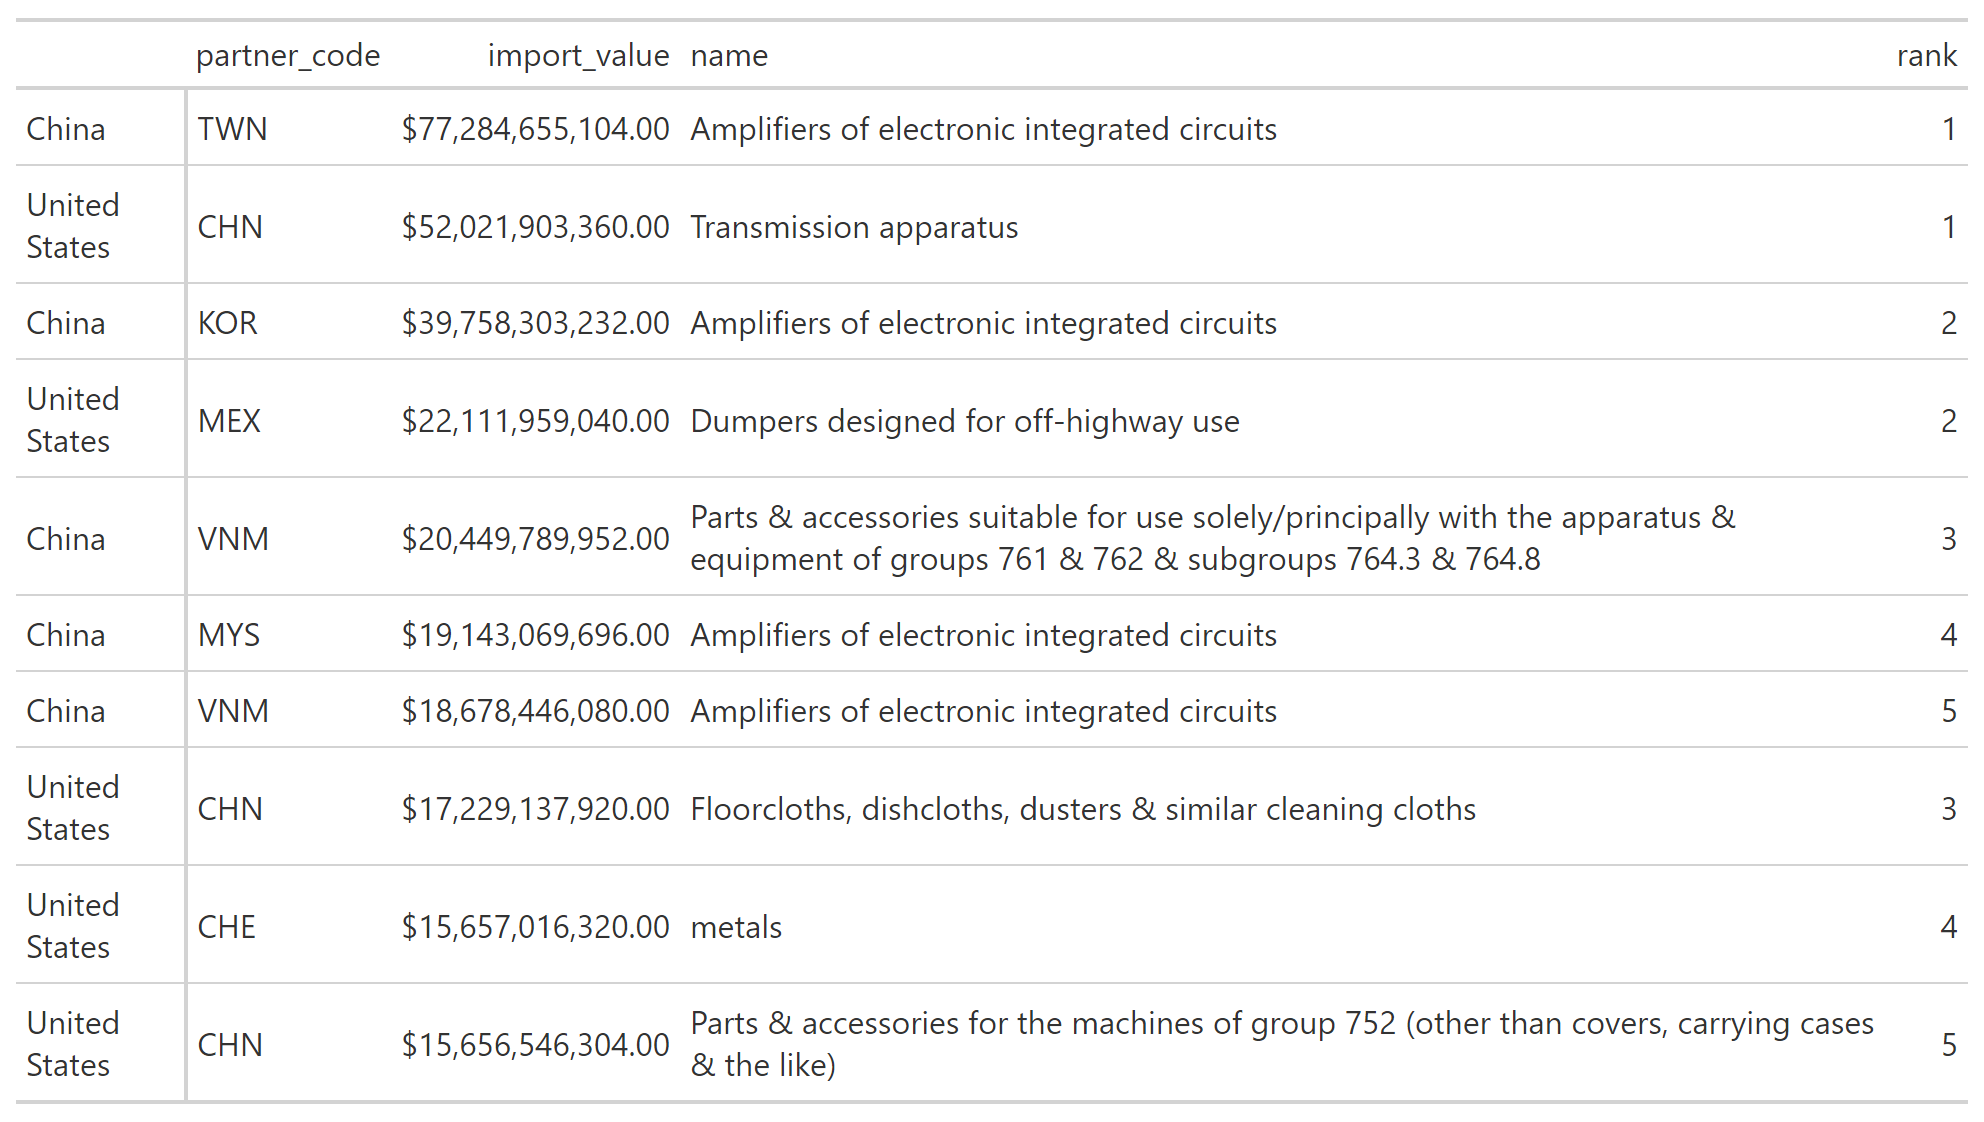 partner_code import_value name rank
China TWN $77,284,655,104.00 Amplifiers of electronic integrated circuits 1
United States CHN $52,021,903,360.00 Transmission apparatus 1
China KOR $39,758,303,232.00 Amplifiers of electronic integrated circuits 2
United States MEX $22,111,959,040.00 Dumpers designed for off-highway use 2
China VNM $20,449,789,952.00 Parts & accessories suitable for use solely/principally with the apparatus &
equipment of groups 761 & 762 & subgroups 764.3 & 764.8 3
China MYS $19,143,069,696.00 Amplifiers of electronic integrated circuits 4
China VNM $18,678,446,080.00 Amplifiers of electronic integrated circuits 5
United States CHN $17,229,137,920.00 Floorcloths, dishcloths, dusters & similar cleaning cloths 3
United States CHE $15,657,016,320.00 metals 4
United States CHN $15,656,546,304.00 Parts & accessories for the machines of group 752 (other than covers, carrying cases
& the like) 5